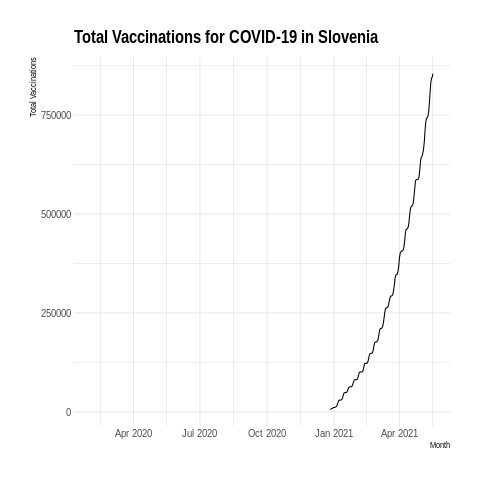 Total Vaccinations for COVID-19 in Slovenia
Total Vaccinations
750000
500000
250000
0
Apr 2020 Jul 2020 Oct 2020 Jan 2021 Apr 2021
Month